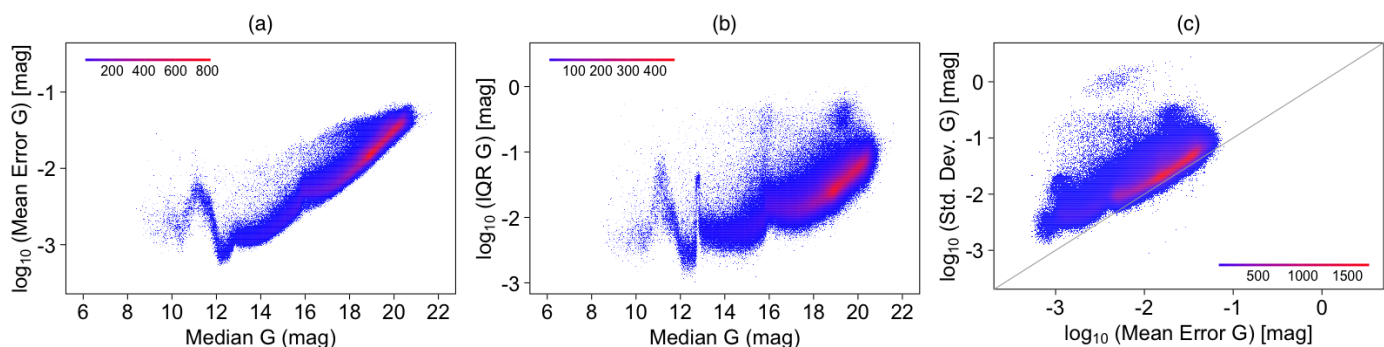 (a)
log10 (Mean Error G) [mag]
-1
-2
-3
200 400 600 800
6 8 10 12 14 16 18 20 22
Median G (mag)
(b)
log10 (IQR G) [mag]
0
-1
-2
-3
100 200 300 400
6 8 10 12 14 16 18 20 22
Median G (mag)
(c)
log10 (Std. Dev. G) [mag]
0
-1
-2
-3
500 1000 1500
-3 -2 -1 0
log10 (Mean Error G) [mag]